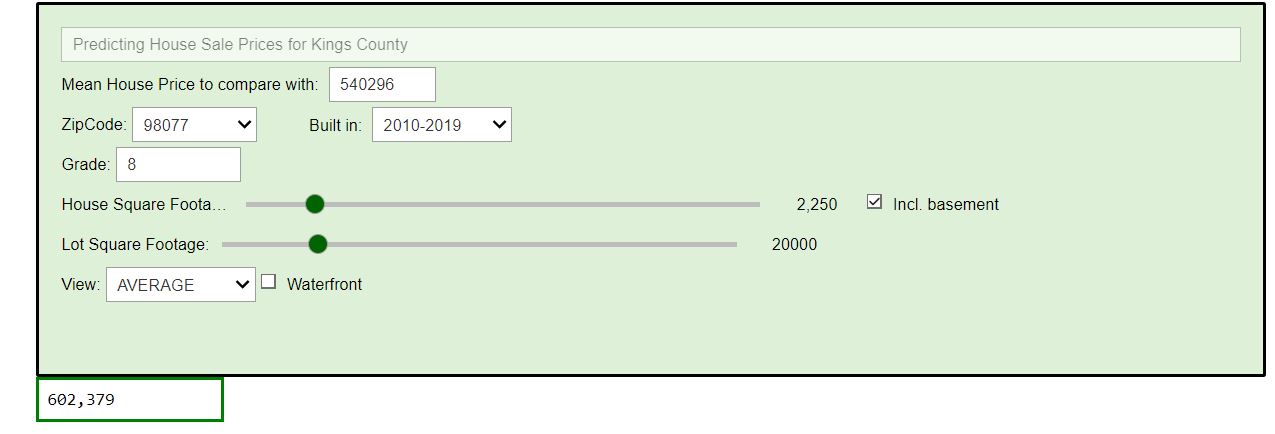 Predicting House Sale Prices for Kings County
Mean House Price to compare with: 540296
ZipCode: 98077 Built in: 2010-2019
Grade: 8
House Square Foota… 2,250 Incl. basement
Lot Square Footage: 20000
View: AVERAGE Waterfront
602,379